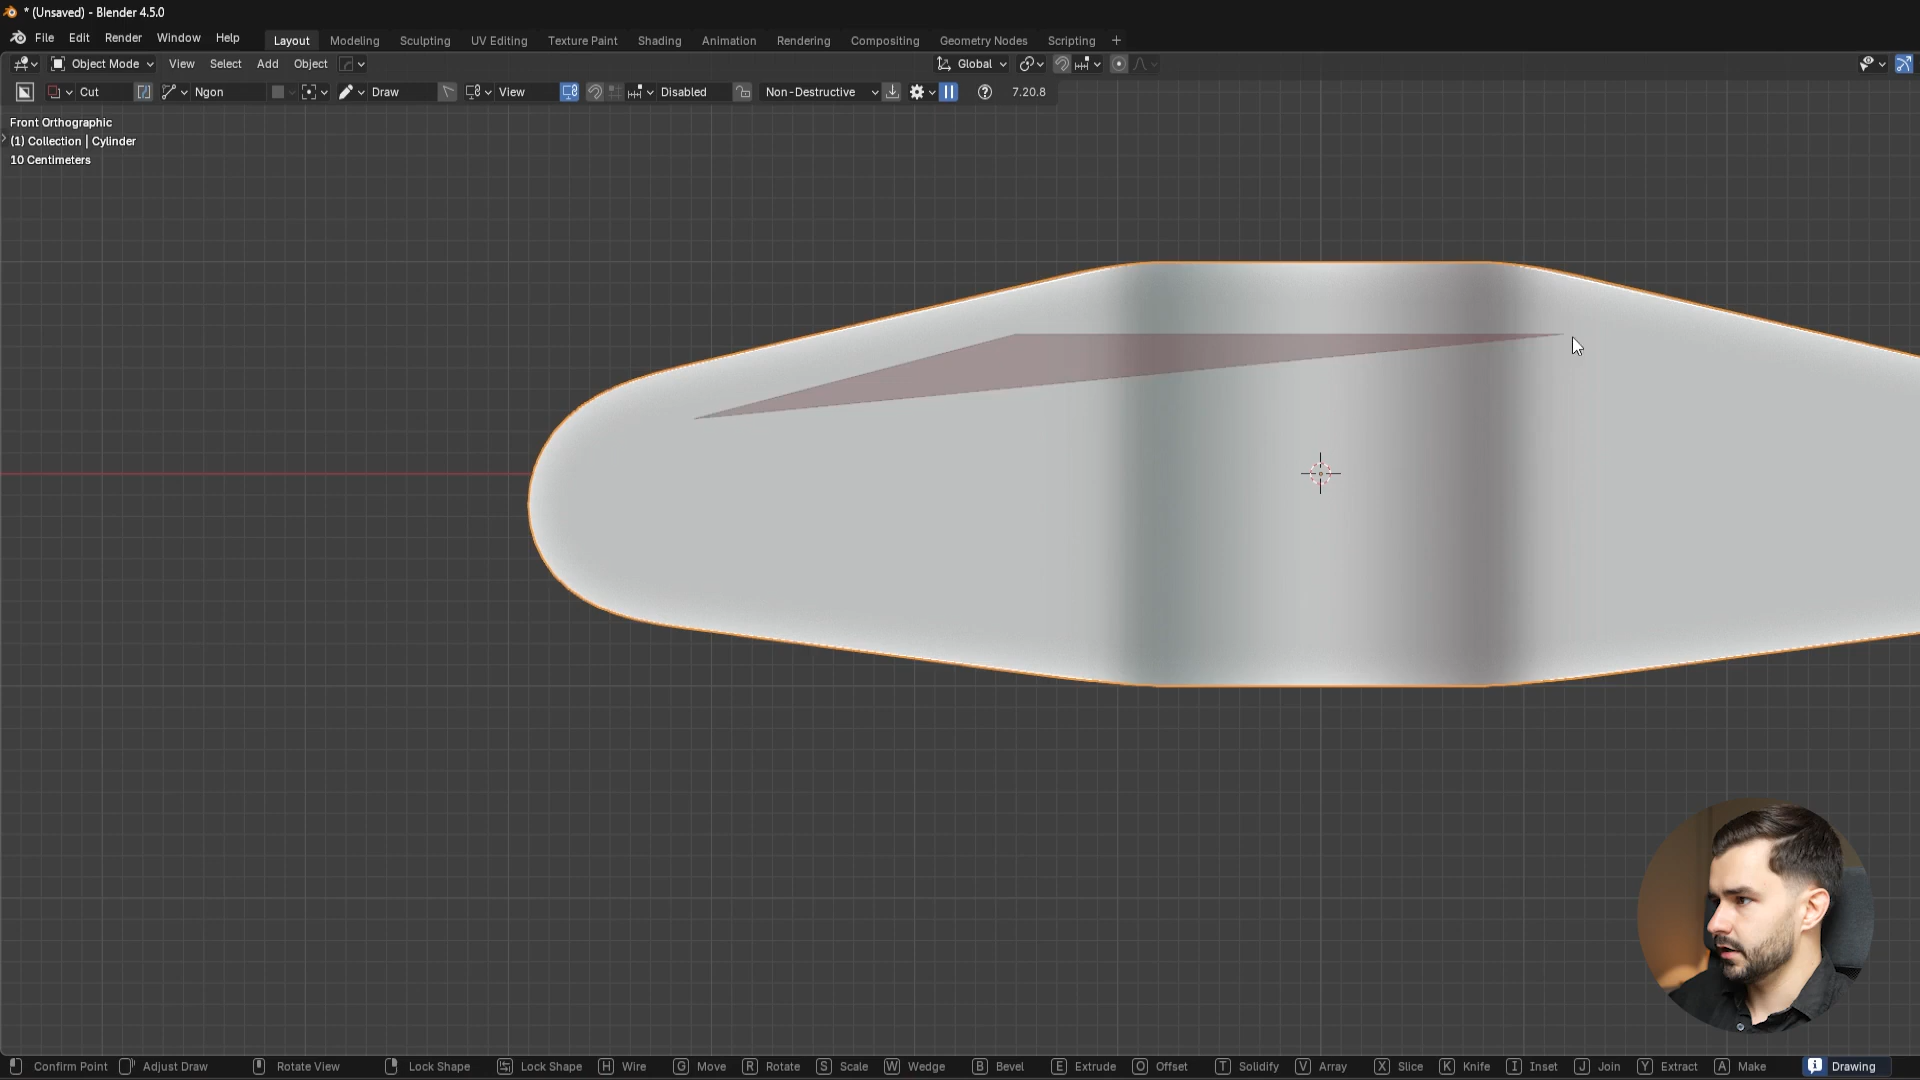 * (Unsaved) - Blender 4.5.0
File Edit Render Window Help Layout Modeling Sculpting UV Editing Texture Paint Shading Animation Rendering Compositing Geometry Nodes Scripting +
Object Mode View Select Add Object Global
Cut Ngon Draw View Disabled Non-Destructive 7.20.8
Front Orthographic
(1) Collection | Cylinder
10 Centimeters
Confirm Point Adjust Draw Rotate View Lock Shape Lock Shape H Wire G Move R Rotate S Scale W Wedge B Bevel E Extrude O Offset T Solidify V Array X Slice K Knife I Inset J Join Y Extract A Make Drawing